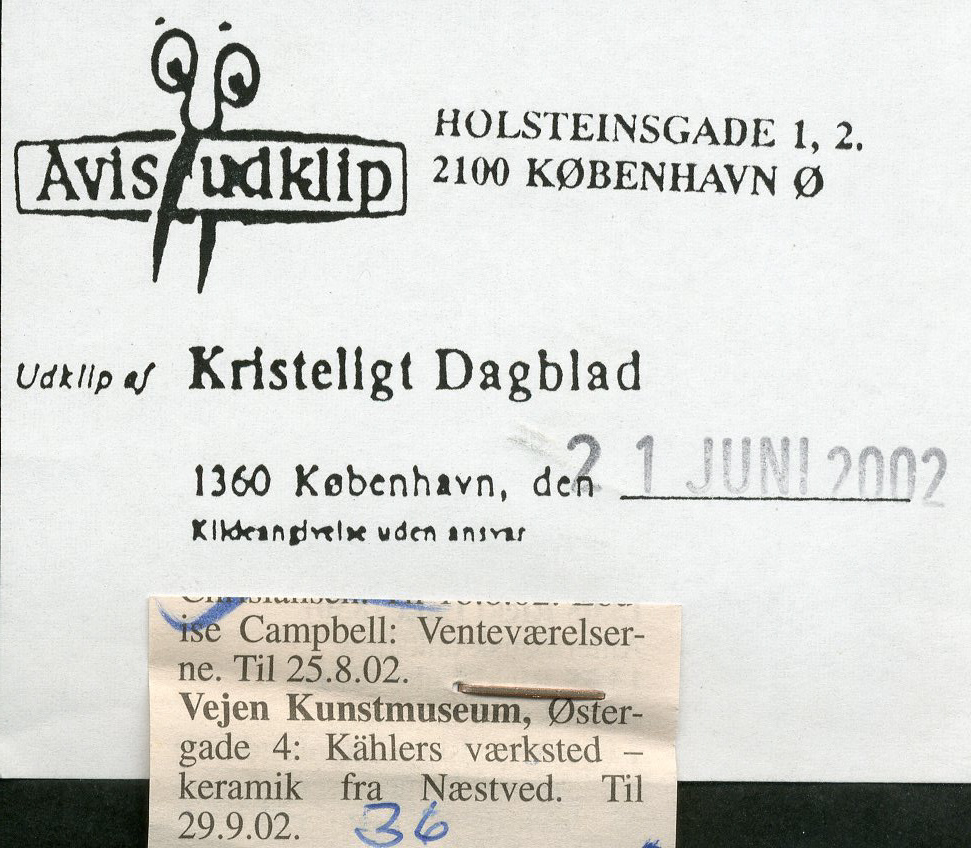 Avis/udklip
HOLSTEINSGADE 1, 2.
2100 KØBENHAVN Ø
Udklip af Kristeligt Dagblad
1360 København, den 21 JUNI 2002
Kildeangivelse uden ansvar
ise Campbell: Venteværelser-
ne. Til 25.8.02.
Vejen Kunstmuseum, Øster-
gade 4: Kählers værksted –
keramik fra Næstved. Til
29.9.02. 36